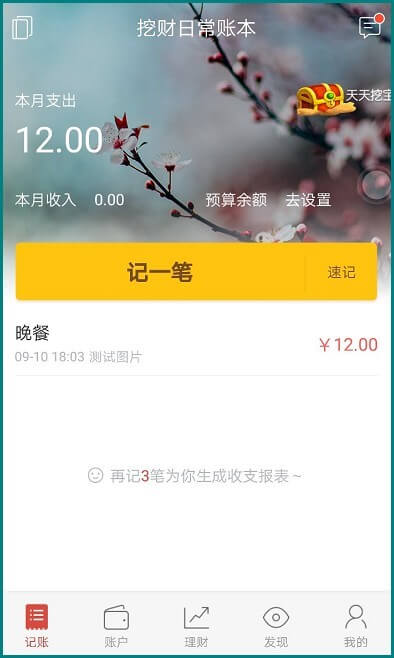 挖财日常账本
天天挖宝
本月支出
12.00
本月收入 0.00 预算余额 去设置
记一笔 速记
晚餐
09-10 18:03 测试图片
￥12.00
再记3笔为你生成收支报表~
记账 账户 理财 发现 我的